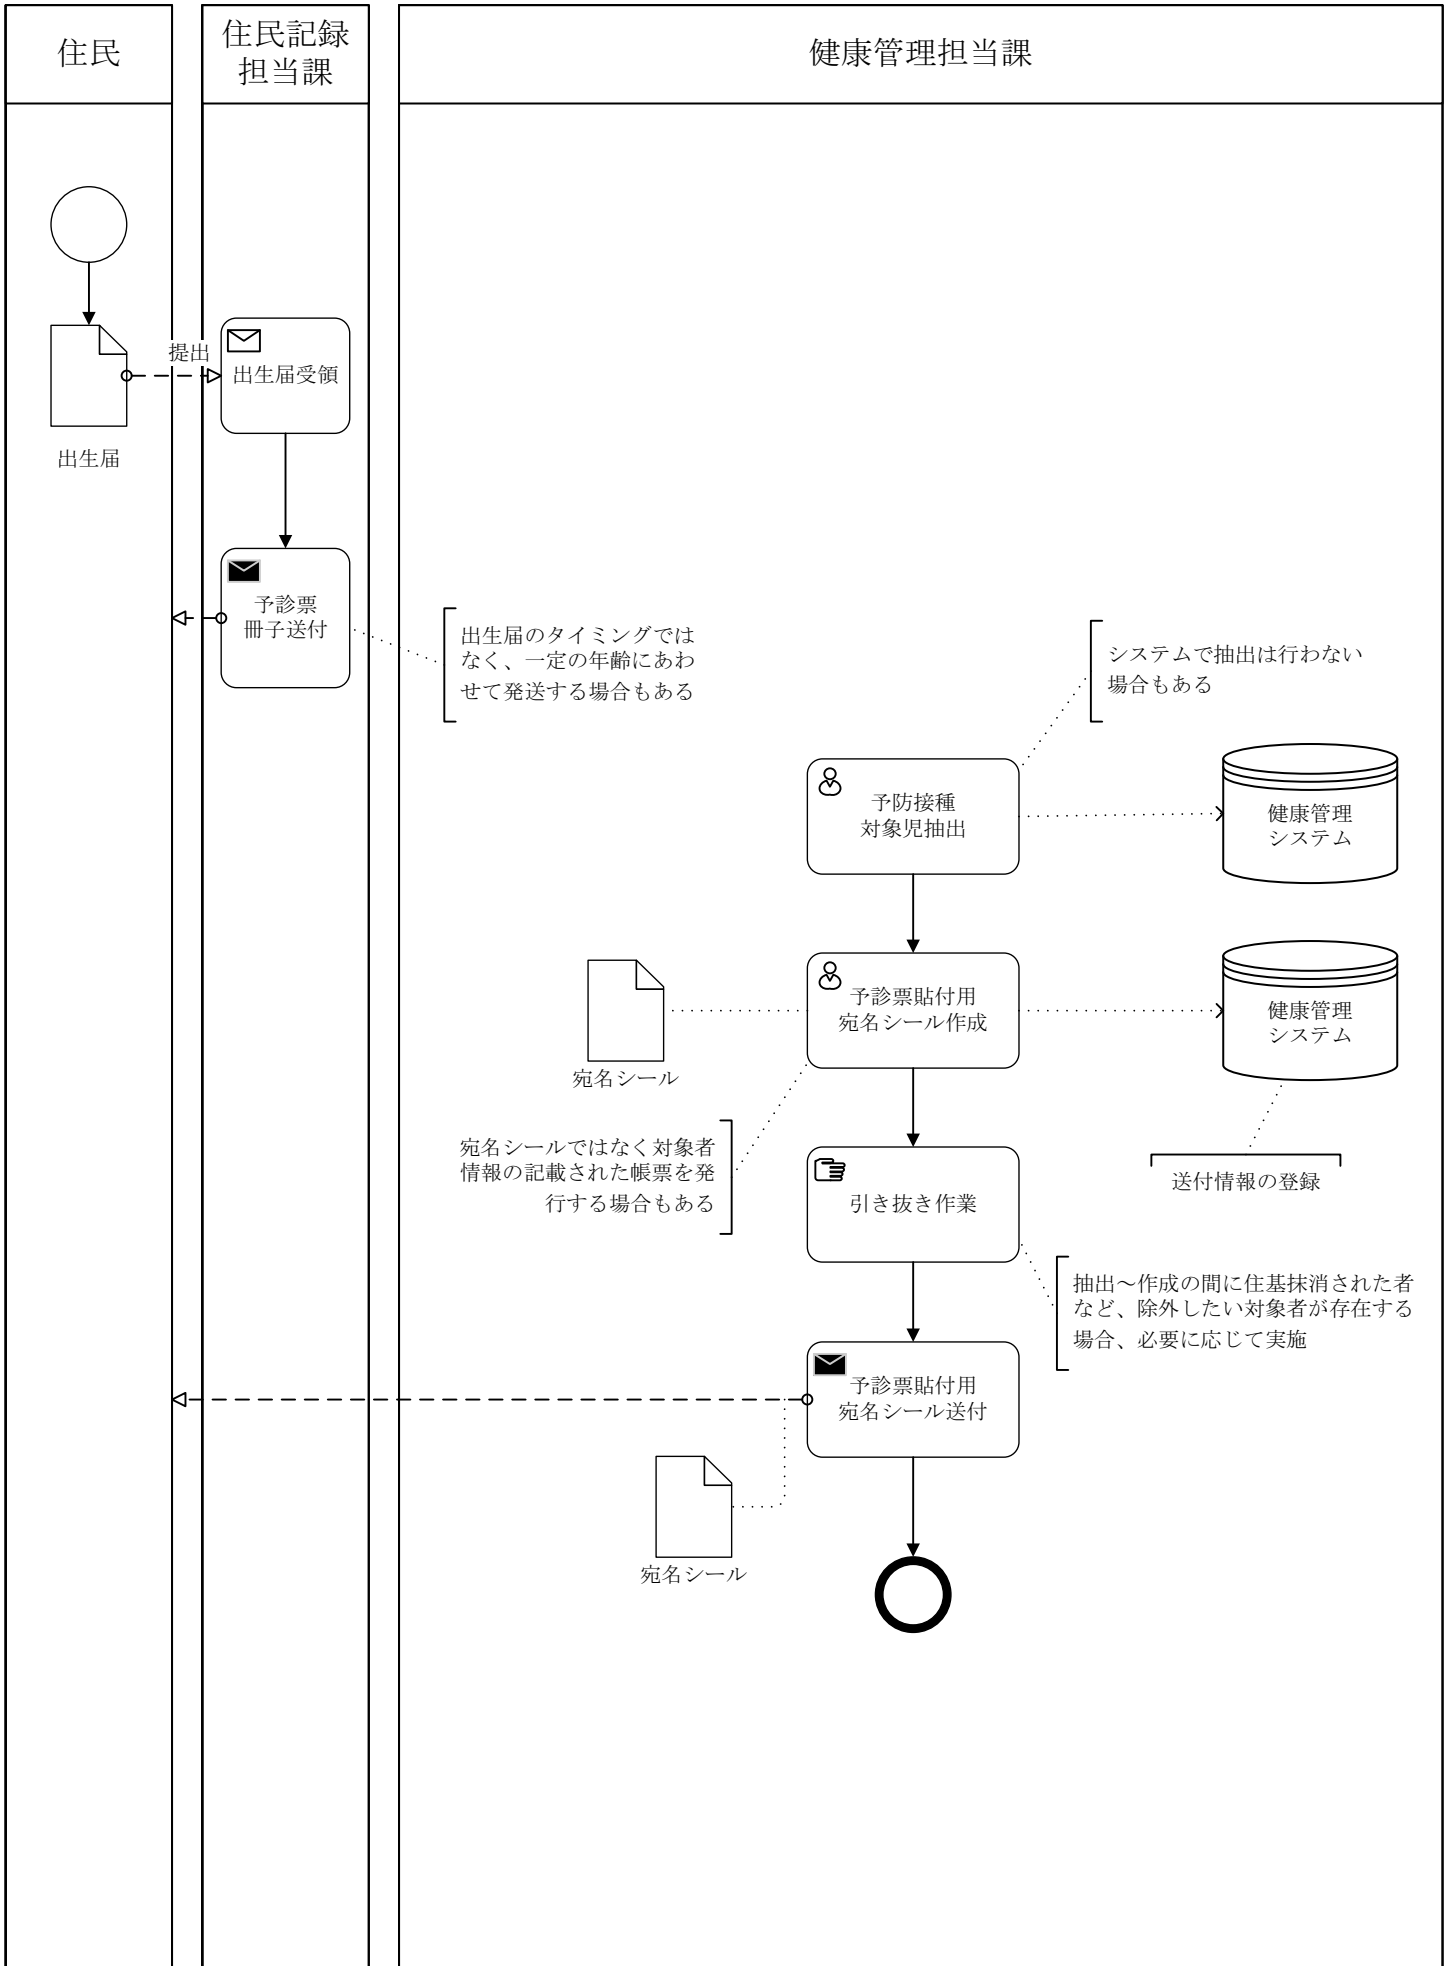 住民
住民記録
担当課
健康管理担当課
提出
出生届受領
出生届
予診票
冊子送付
出生届のタイミングでは
なく、一定の年齢にあわ
せて発送する場合もある
システムで抽出は行わない
場合もある
予防接種
対象児抽出
健康管理
システム
予診票貼付用
宛名シール作成
健康管理
システム
宛名シール
宛名シールではなく対象者
情報の記載された帳票を発
行する場合もある
引き抜き作業
送付情報の登録
抽出～作成の間に住基抹消された者
など、除外したい対象者が存在する
場合、必要に応じて実施
予診票貼付用
宛名シール送付
宛名シール